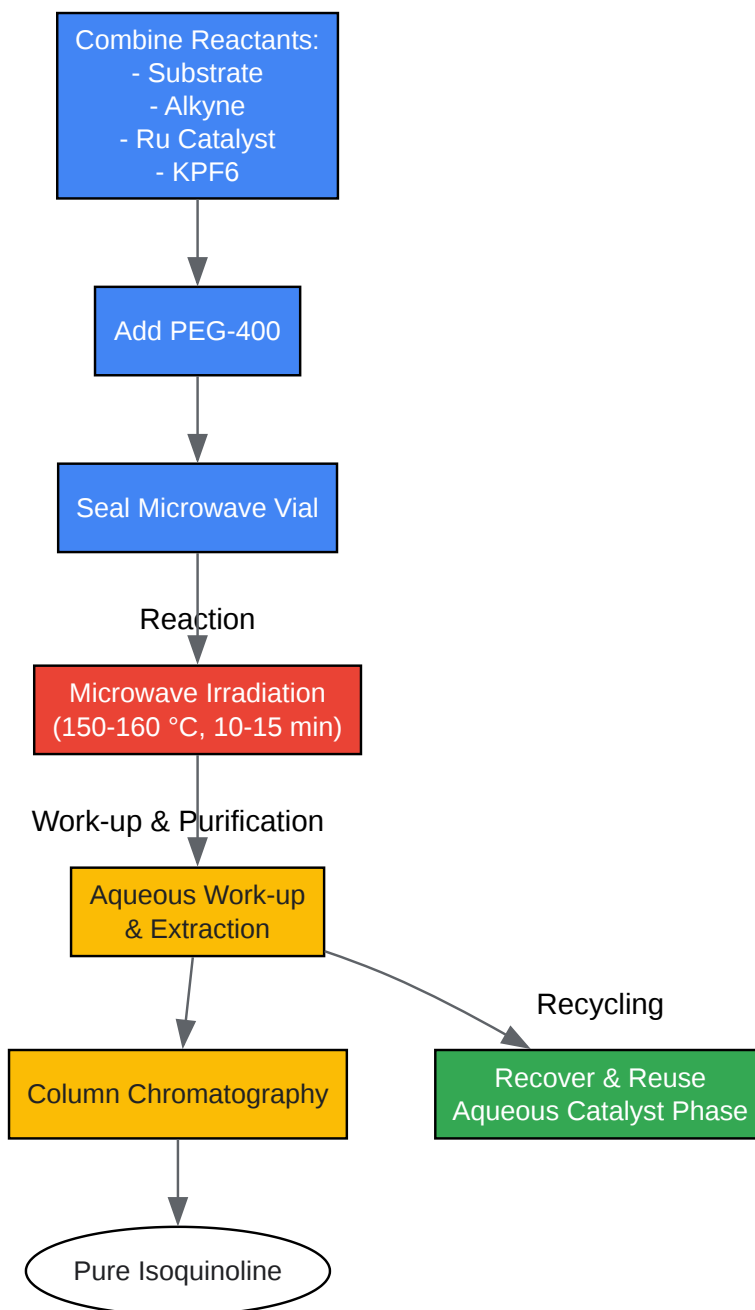 Combine Reactants:
- Substrate
- Alkyne
- Ru Catalyst
- KPF6
Add PEG-400
Seal Microwave Vial
Reaction
Microwave Irradiation
(150-160 °C, 10-15 min)
Work-up & Purification
Aqueous Work-up
& Extraction
Recycling
Column Chromatography
Recover & Reuse
Aqueous Catalyst Phase
Pure Isoquinoline